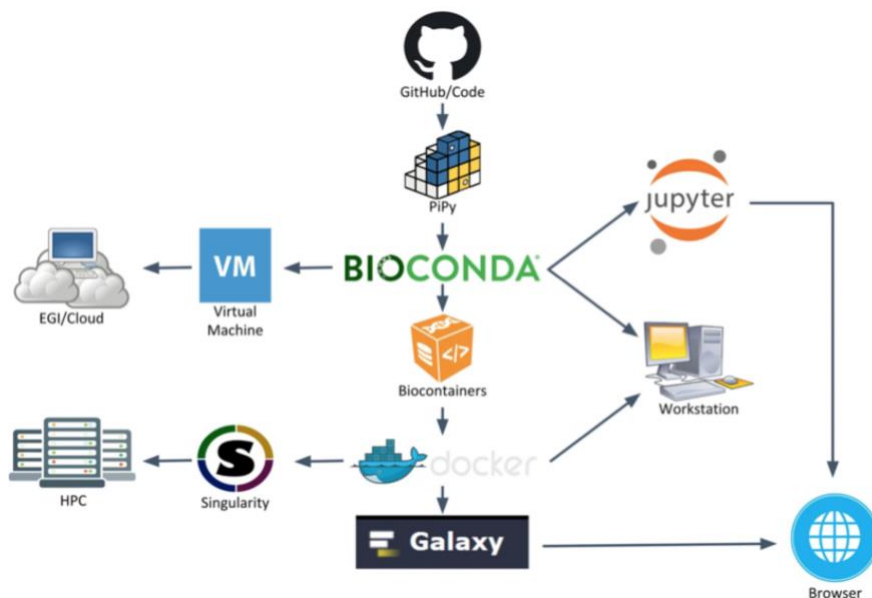 GitHub/Code
PiPy
jupyter
VM
BIOCONDA
EGI/Cloud
Virtual
Machine
</>
Biocontainers
Workstation
docker
S
HPC
Singularity
Galaxy
Browser